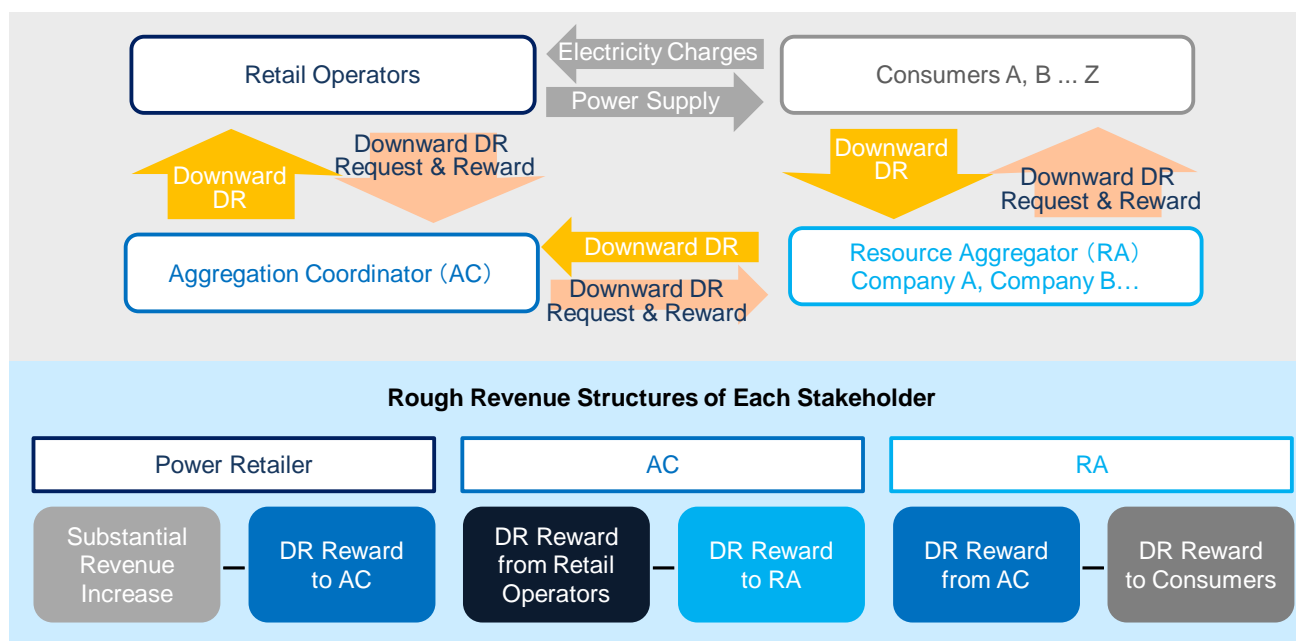 Retail Operators
Electricity Charges
Power Supply
Consumers A, B ... Z
Downward
DR
Downward DR
Request & Reward
Downward
DR
Downward DR
Request & Reward
Aggregation Coordinator（AC）
Downward DR
Downward DR
Request & Reward
Resource Aggregator（RA）
Company A, Company B…
Rough Revenue Structures of Each Stakeholder
Power Retailer
AC
RA
Substantial
Revenue
Increase
–
DR Reward
to AC
DR Reward
from Retail
Operators
–
DR Reward
to RA
DR Reward
from AC
–
DR Reward
to Consumers